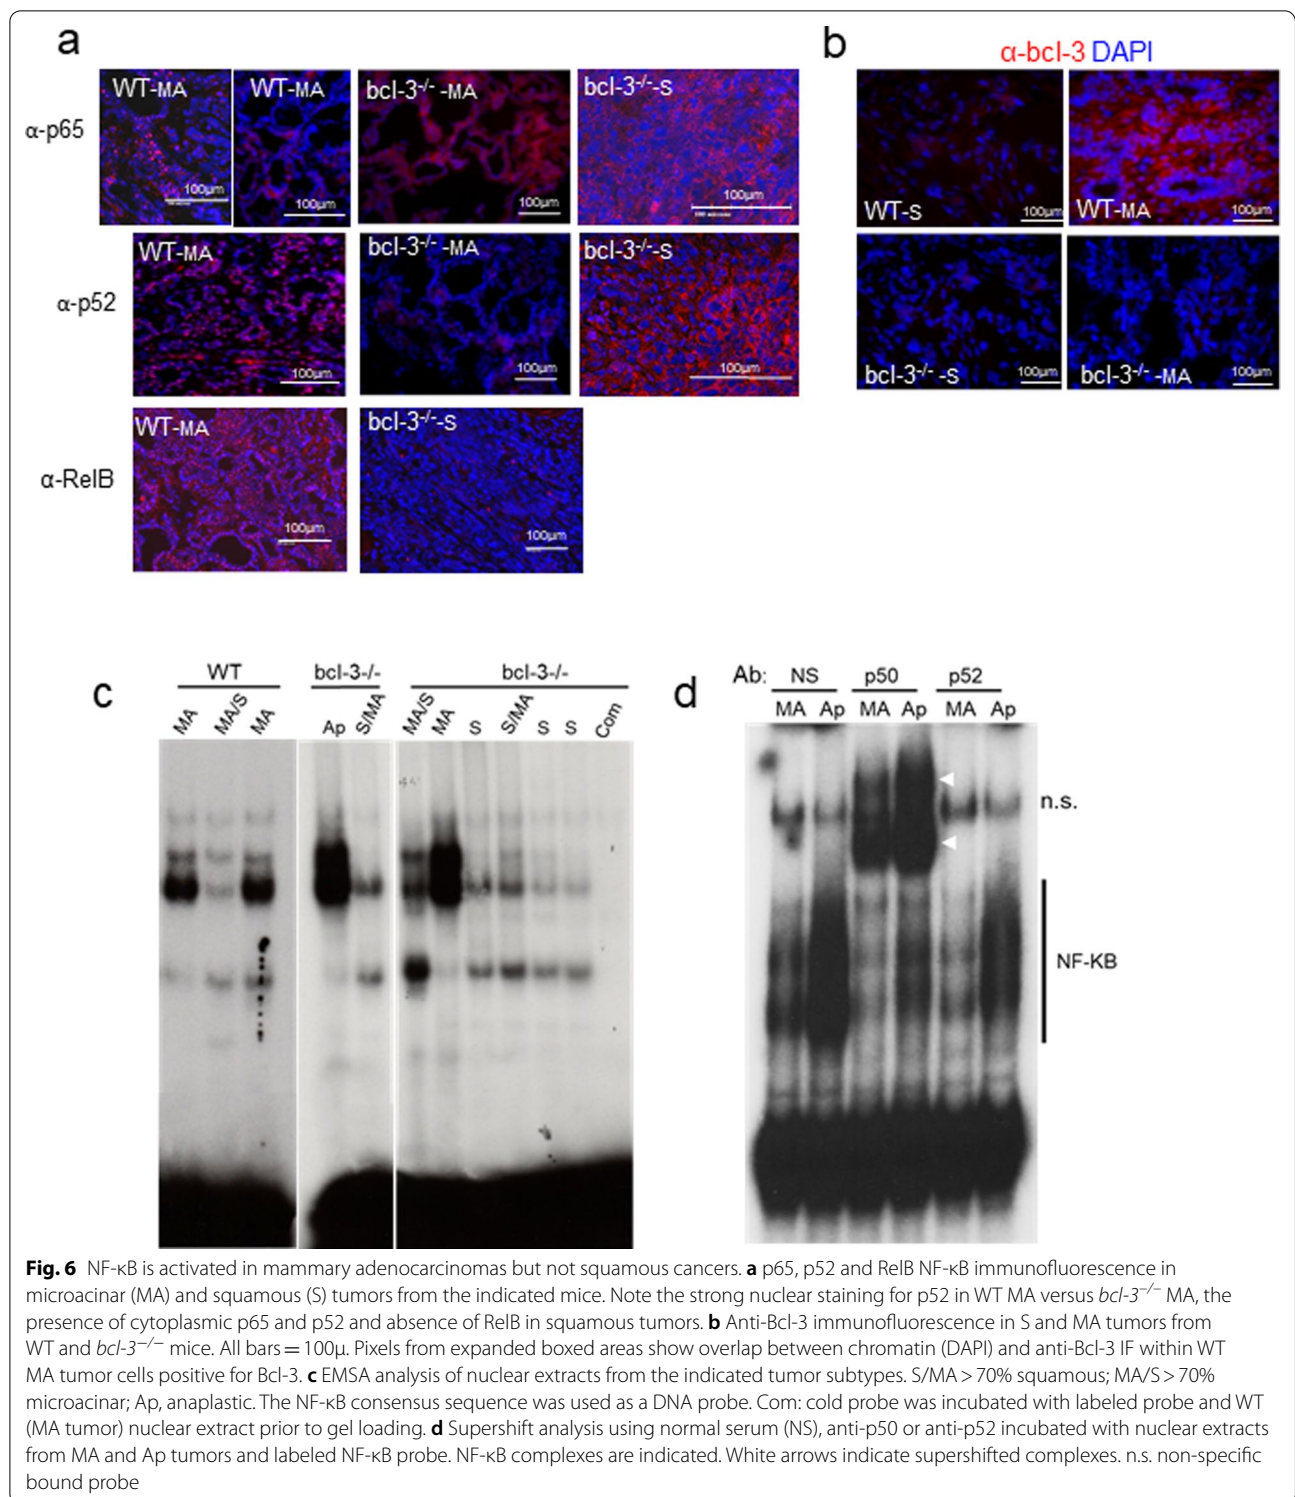 a
WT-MA
WT-MA
bcl-3-/- -MA
bcl-3-/--s
α-p65
100µm
100µm
100µm
100µm
WT-MA
bcl-3-/- -MA
bcl-3-/--s
α-p52
100µm
100µm
100µm
WT-MA
bcl-3-/--s
α-RelB
100µm
100µm
b
α-bcl-3 DAPI
WT-s
100µm
WT-MA
100µm
bcl-3-/- -s
100µm
bcl-3-/- -MA
100µm
c
WT
bcl-3-/-
bcl-3-/-
MA
MA/S
MA
Ap
S/MA
MA/S
MA
S
S/MA
S
S
Com
d
Ab: NS p50 p52
MA Ap MA Ap MA Ap
n.s.
NF-KB
Fig. 6 NF-κB is activated in mammary adenocarcinomas but not squamous cancers. a p65, p52 and RelB NF-κB immunofluorescence in
microacinar (MA) and squamous (S) tumors from the indicated mice. Note the strong nuclear staining for p52 in WT MA versus bcl-3−/− MA, the
presence of cytoplasmic p65 and p52 and absence of RelB in squamous tumors. b Anti-Bcl-3 immunofluorescence in S and MA tumors from
WT and bcl-3−/− mice. All bars = 100µ. Pixels from expanded boxed areas show overlap between chromatin (DAPI) and anti-Bcl-3 IF within WT
MA tumor cells positive for Bcl-3. c EMSA analysis of nuclear extracts from the indicated tumor subtypes. S/MA > 70% squamous; MA/S > 70%
microacinar; Ap, anaplastic. The NF-κB consensus sequence was used as a DNA probe. Com: cold probe was incubated with labeled probe and WT
(MA tumor) nuclear extract prior to gel loading. d Supershift analysis using normal serum (NS), anti-p50 or anti-p52 incubated with nuclear extracts
from MA and Ap tumors and labeled NF-κB probe. NF-κB complexes are indicated. White arrows indicate supershifted complexes. n.s. non-specific
bound probe